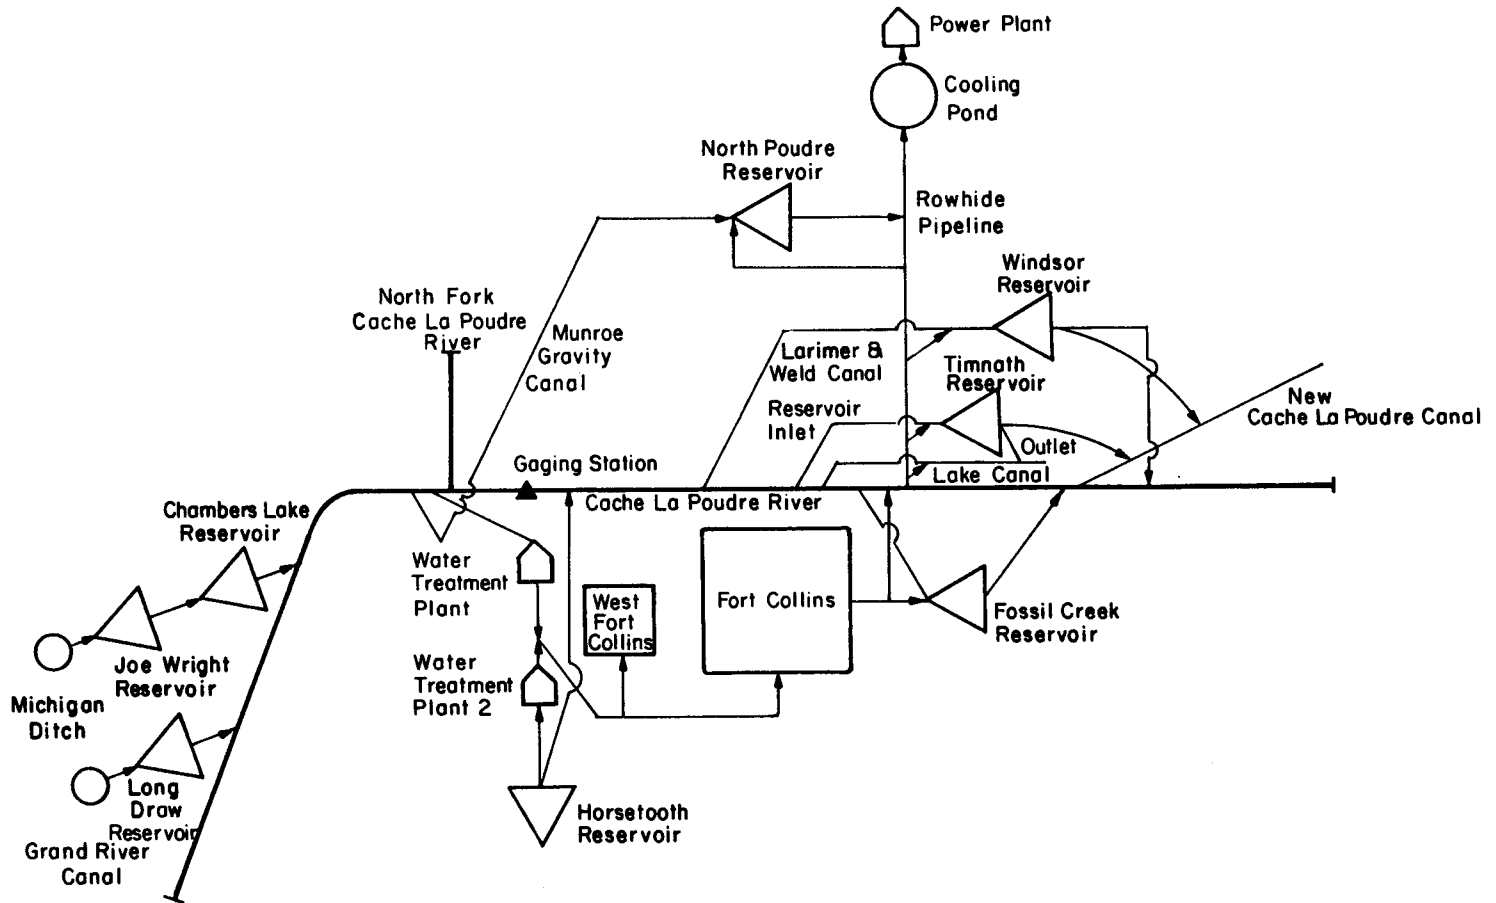 Power Plant
Cooling
Pond
North Poudre
Reservoir
Rowhide
Pipeline
Windsor
Reservoir
North Fork
Cache La Poudre
River
Munroe
Gravity
Canal
Larimer &
Weld Canal
Timnath
Reservoir
Reservoir
Inlet
New
Cache La Poudre Canal
Outlet
Gaging Station
Lake Canal
Cache La Poudre River
Chambers Lake
Reservoir
Water
Treatment
Plant
West
Fort
Collins
Fort Collins
Fossil Creek
Reservoir
Joe Wright
Reservoir
Water
Treatment
Plant 2
Michigan
Ditch
Long
Draw
Reservoir
Horsetooth
Reservoir
Grand River
Canal